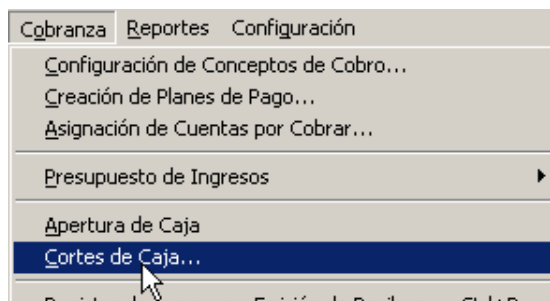 Cobranza Reportes Configuración
Configuración de Conceptos de Cobro...
Creación de Planes de Pago...
Asignación de Cuentas por Cobrar...
Presupuesto de Ingresos
Apertura de Caja
Cortes de Caja...